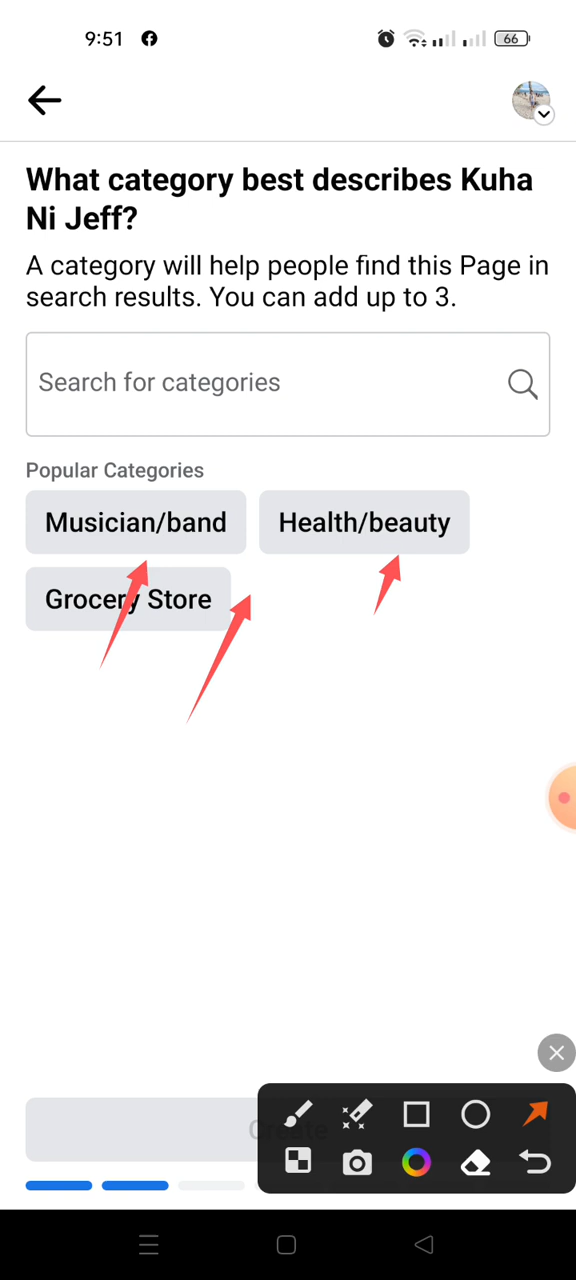 9:51
66
What category best describes Kuha
Ni Jeff?
A category will help people find this Page in
search results. You can add up to 3.
Search for categories
Popular Categories
Musician/band
Health/beauty
Grocery Store
Create